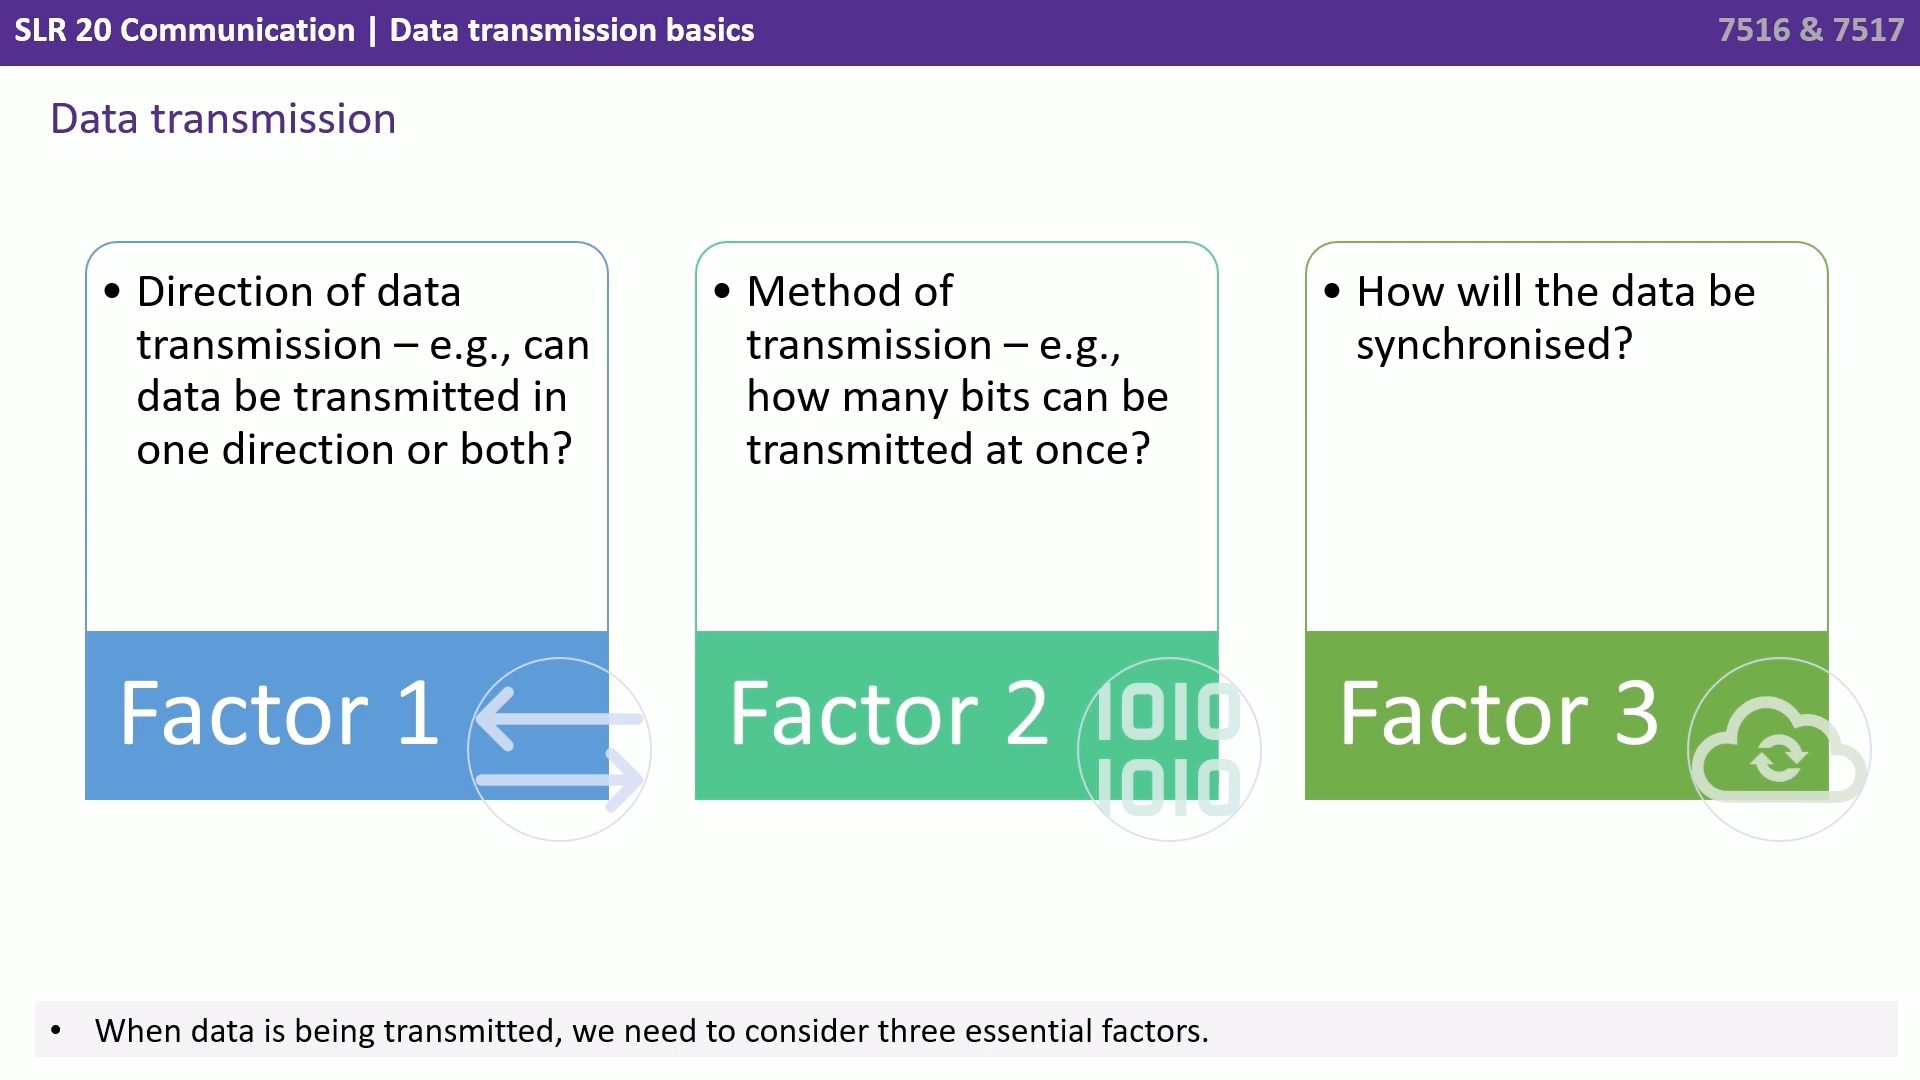 SLR 20 Communication | Data transmission basics
7516 & 7517
Data transmission
• Direction of data
transmission – e.g., can
data be transmitted in
one direction or both?
Factor 1
• Method of
transmission – e.g.,
how many bits can be
transmitted at once?
Factor 2
1010
1010
• How will the data be
synchronised?
Factor 3
• When data is being transmitted, we need to consider three essential factors.